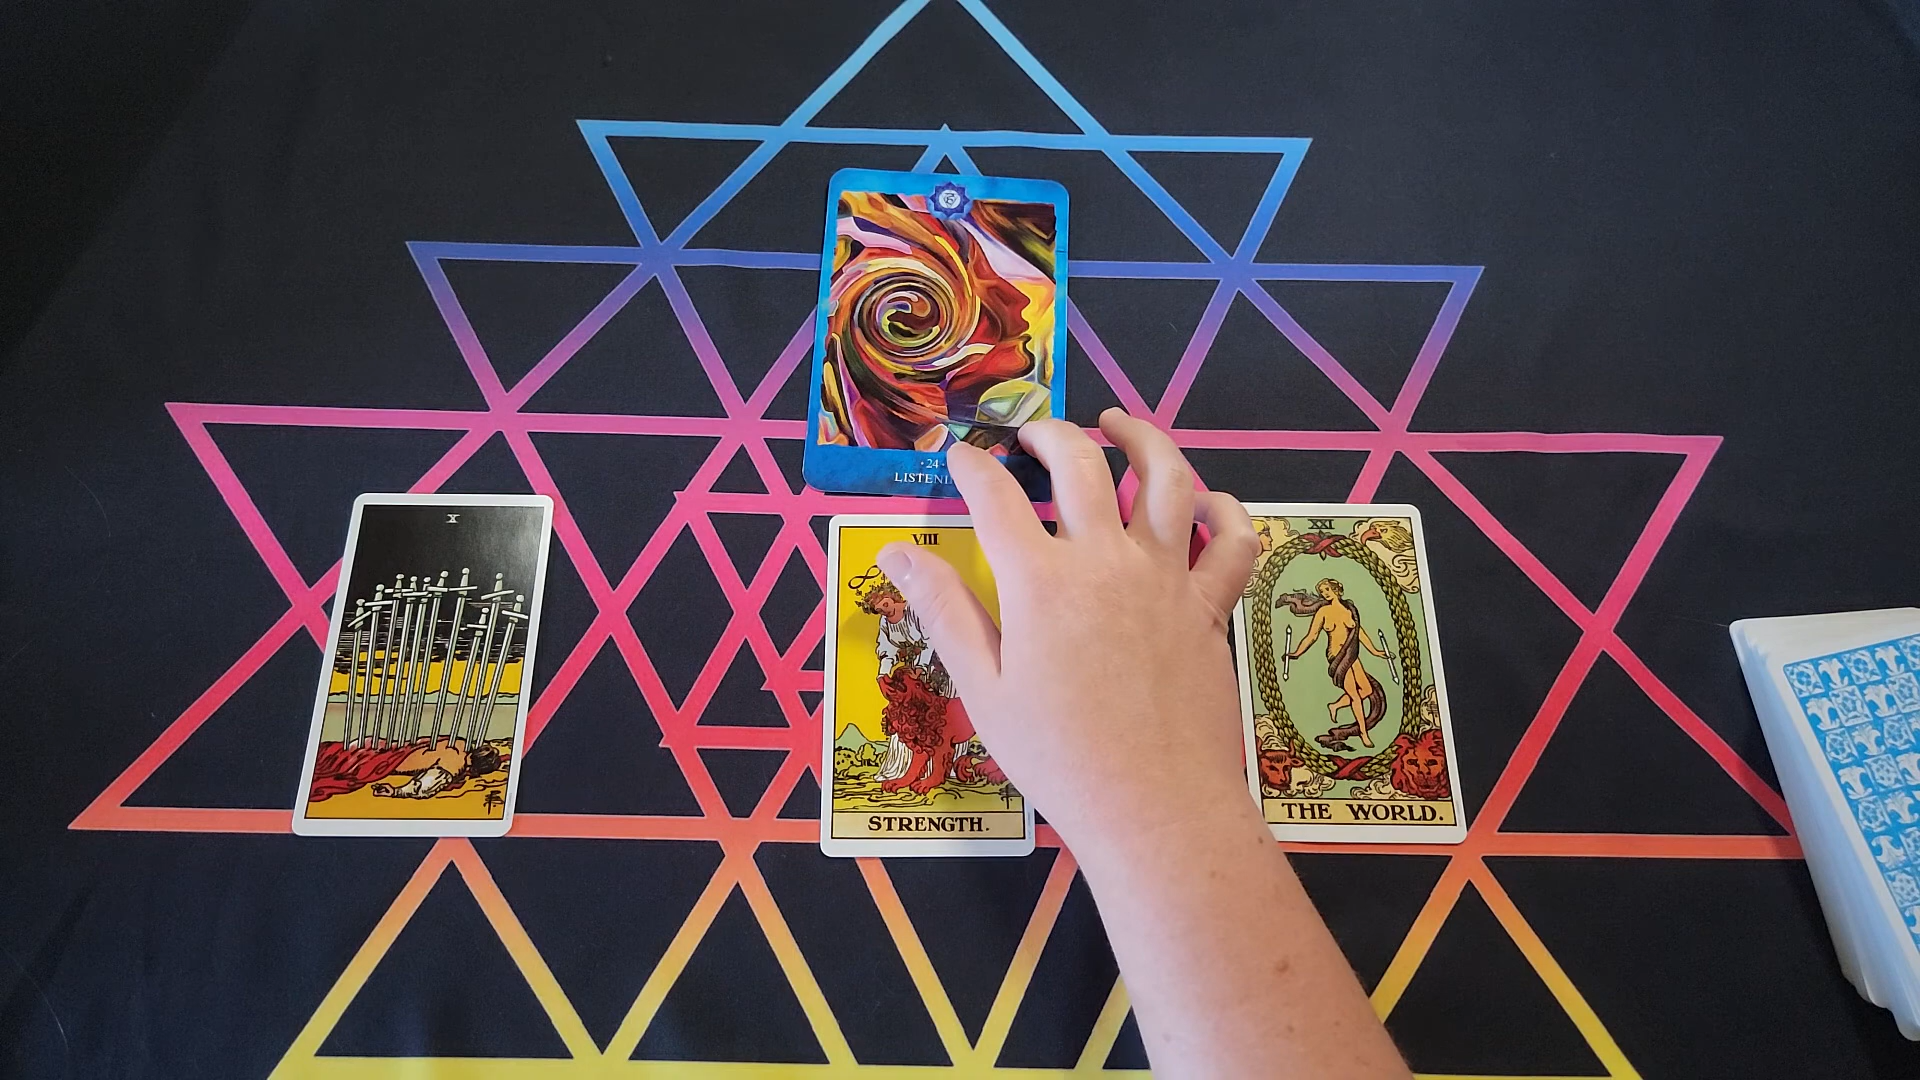 · 24 ·
X
VIII
STRENGTH.
XXI
THE WORLD.